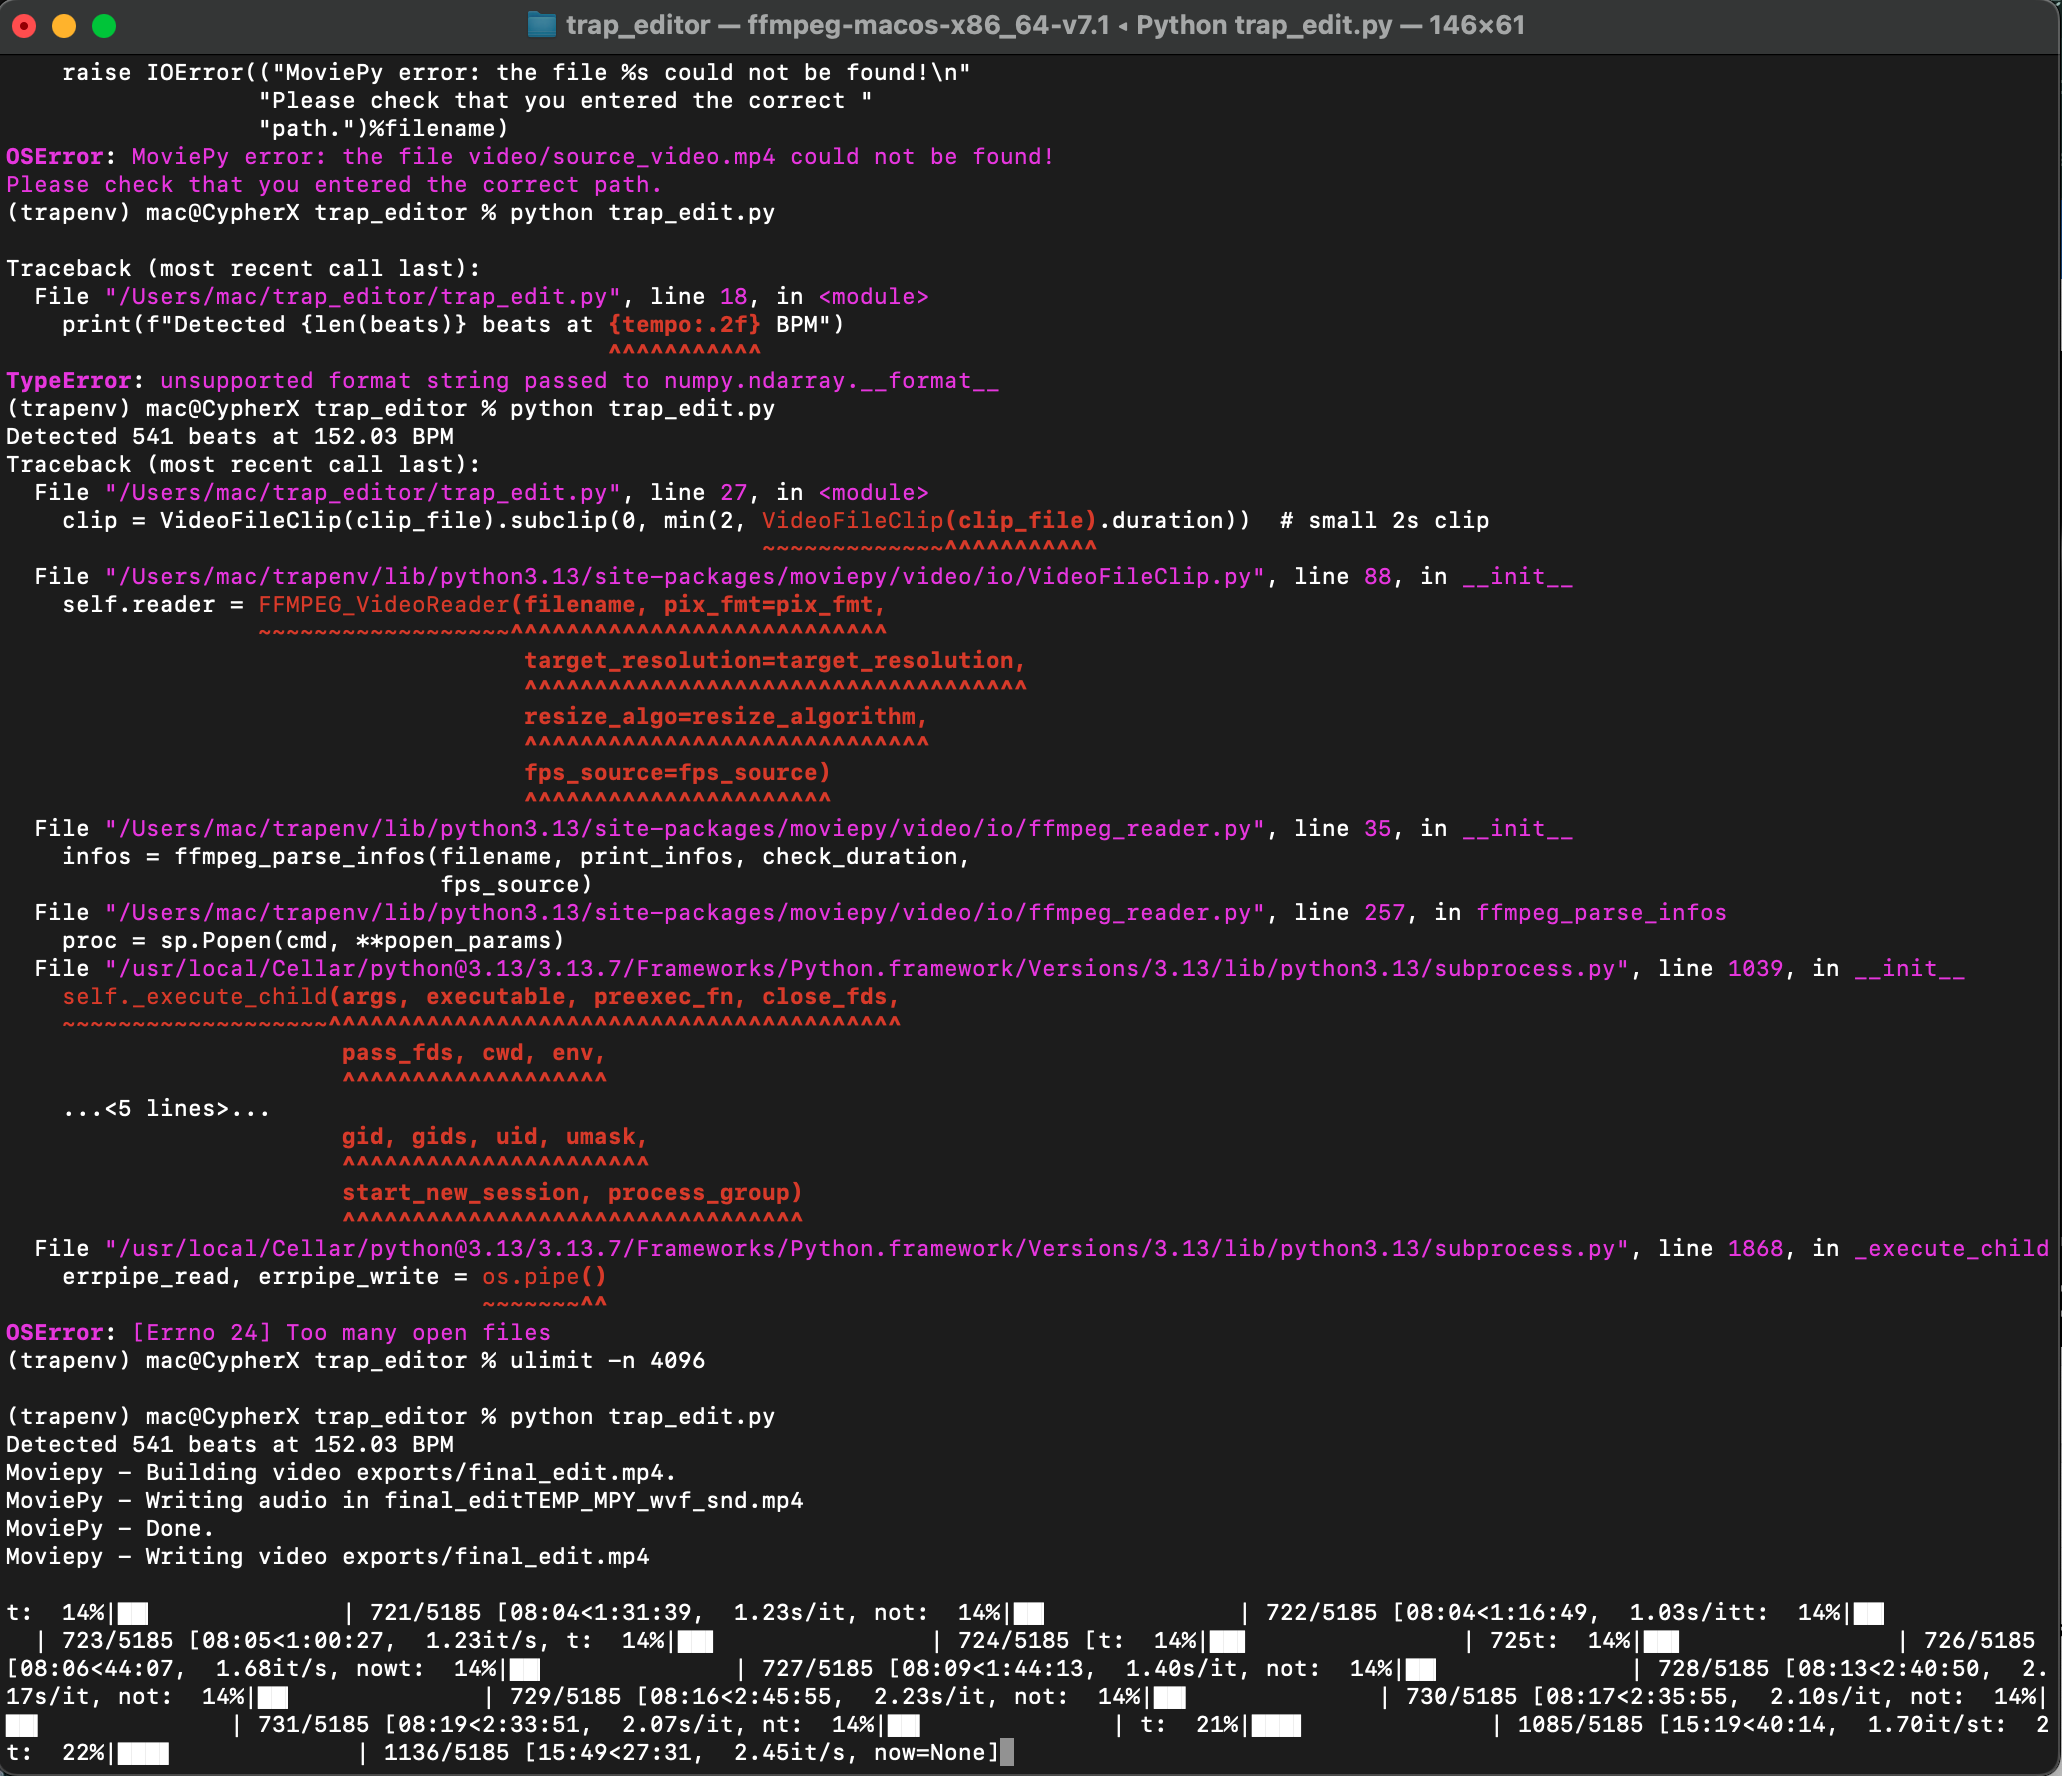 trap_editor — ffmpeg-macos-x86_64-v7.1 ◂ Python trap_edit.py — 146×61
    raise IOError(("MoviePy error: the file %s could not be found!\n"
                  "Please check that you entered the correct "
                  "path.")%filename)
OSError: MoviePy error: the file video/source_video.mp4 could not be found!
Please check that you entered the correct path.
(trapenv) mac@CypherX trap_editor % python trap_edit.py
Traceback (most recent call last):
  File "/Users/mac/trap_editor/trap_edit.py", line 18, in <module>
    print(f"Detected {len(beats)} beats at {tempo:.2f} BPM")
                                           ^^^^^^^^^^^
TypeError: unsupported format string passed to numpy.ndarray.__format__
(trapenv) mac@CypherX trap_editor % python trap_edit.py
Detected 541 beats at 152.03 BPM
Traceback (most recent call last):
  File "/Users/mac/trap_editor/trap_edit.py", line 27, in <module>
    clip = VideoFileClip(clip_file).subclip(0, min(2, VideoFileClip(clip_file).duration))  # small 2s clip
                                                      ~~~~~~~~~~~~~^^^^^^^^^^^
  File "/Users/mac/trapenv/lib/python3.13/site-packages/moviepy/video/io/VideoFileClip.py", line 88, in __init__
    self.reader = FFMPEG_VideoReader(filename, pix_fmt=pix_fmt,
                  ~~~~~~~~~~~~~~~~~~^^^^^^^^^^^^^^^^^^^^^^^^^^^
                                     target_resolution=target_resolution,
                                     ^^^^^^^^^^^^^^^^^^^^^^^^^^^^^^^^^^^^
                                     resize_algo=resize_algorithm,
                                     ^^^^^^^^^^^^^^^^^^^^^^^^^^^^^
                                     fps_source=fps_source)
                                     ^^^^^^^^^^^^^^^^^^^^^^
  File "/Users/mac/trapenv/lib/python3.13/site-packages/moviepy/video/io/ffmpeg_reader.py", line 35, in __init__
    infos = ffmpeg_parse_infos(filename, print_infos, check_duration,
                               fps_source)
  File "/Users/mac/trapenv/lib/python3.13/site-packages/moviepy/video/io/ffmpeg_reader.py", line 257, in ffmpeg_parse_infos
    proc = sp.Popen(cmd, **popen_params)
  File "/usr/local/Cellar/python@3.13/3.13.7/Frameworks/Python.framework/Versions/3.13/lib/python3.13/subprocess.py", line 1039, in __init__
    self._execute_child(args, executable, preexec_fn, close_fds,
    ~~~~~~~~~~~~~~~~~~~^^^^^^^^^^^^^^^^^^^^^^^^^^^^^^^^^^^^^^^^^
                        pass_fds, cwd, env,
                        ^^^^^^^^^^^^^^^^^^^
    ...<5 lines>...
                        gid, gids, uid, umask,
                        ^^^^^^^^^^^^^^^^^^^^^^
                        start_new_session, process_group)
                        ^^^^^^^^^^^^^^^^^^^^^^^^^^^^^^^^^
  File "/usr/local/Cellar/python@3.13/3.13.7/Frameworks/Python.framework/Versions/3.13/lib/python3.13/subprocess.py", line 1868, in _execute_child
    errpipe_read, errpipe_write = os.pipe()
                                  ~~~~~~~^^
OSError: [Errno 24] Too many open files
(trapenv) mac@CypherX trap_editor % ulimit -n 4096
(trapenv) mac@CypherX trap_editor % python trap_edit.py
Detected 541 beats at 152.03 BPM
Moviepy - Building video exports/final_edit.mp4.
MoviePy - Writing audio in final_editTEMP_MPY_wvf_snd.mp4
MoviePy - Done.
Moviepy - Writing video exports/final_edit.mp4
t:  14%|██              | 721/5185 [08:04<1:31:39,  1.23s/it, not:  14%|██              | 722/5185 [08:04<1:16:49,  1.03s/itt:  14%|██
  | 723/5185 [08:05<1:00:27,  1.23it/s, t:  14%|██▌                | 724/5185 [t:  14%|██▌                | 725t:  14%|██▌                | 726/5185
[08:06<44:07,  1.68it/s, nowt:  14%|██              | 727/5185 [08:09<1:44:13,  1.40s/it, not:  14%|██              | 728/5185 [08:13<2:40:50,  2.
17s/it, not:  14%|██              | 729/5185 [08:16<2:45:55,  2.23s/it, not:  14%|██              | 730/5185 [08:17<2:35:55,  2.10s/it, not:  14%|
██              | 731/5185 [08:19<2:33:51,  2.07s/it, nt:  14%|██              | t:  21%|███▌              | 1085/5185 [15:19<40:14,  1.70it/st:  2
t:  22%|███▌              | 1136/5185 [15:49<27:31,  2.45it/s, now=None]